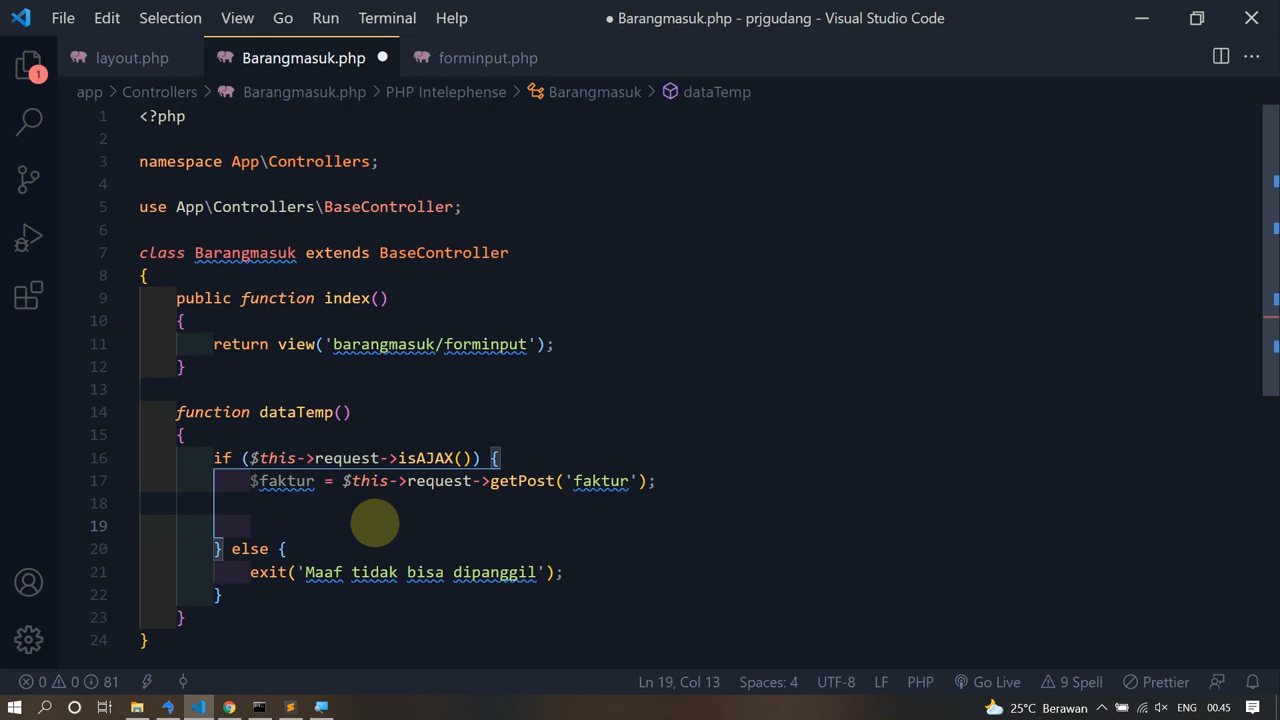 File Edit Selection View Go Run Terminal Help ● Barangmasuk.php - prjgudang - Visual Studio Code
layout.php Barangmasuk.php ● forminput.php
1
app > Controllers > Barangmasuk.php > PHP Intelephense > Barangmasuk > dataTemp
1 <?php
2
3 namespace App\Controllers;
4
5 use App\Controllers\BaseController;
6
7 class Barangmasuk extends BaseController
8 {
9 public function index()
10 {
11 return view('barangmasuk/forminput');
12 }
13
14 function dataTemp()
15 {
16 if ($this->request->isAJAX()) {
17 $faktur = $this->request->getPost('faktur');
18
19
20 } else {
21 exit('Maaf tidak bisa dipanggil');
22 }
23 }
24 }
0 0 81 Ln 19, Col 13 Spaces: 4 UTF-8 LF PHP Go Live 9 Spell Prettier
25°C Berawan ENG 00.45